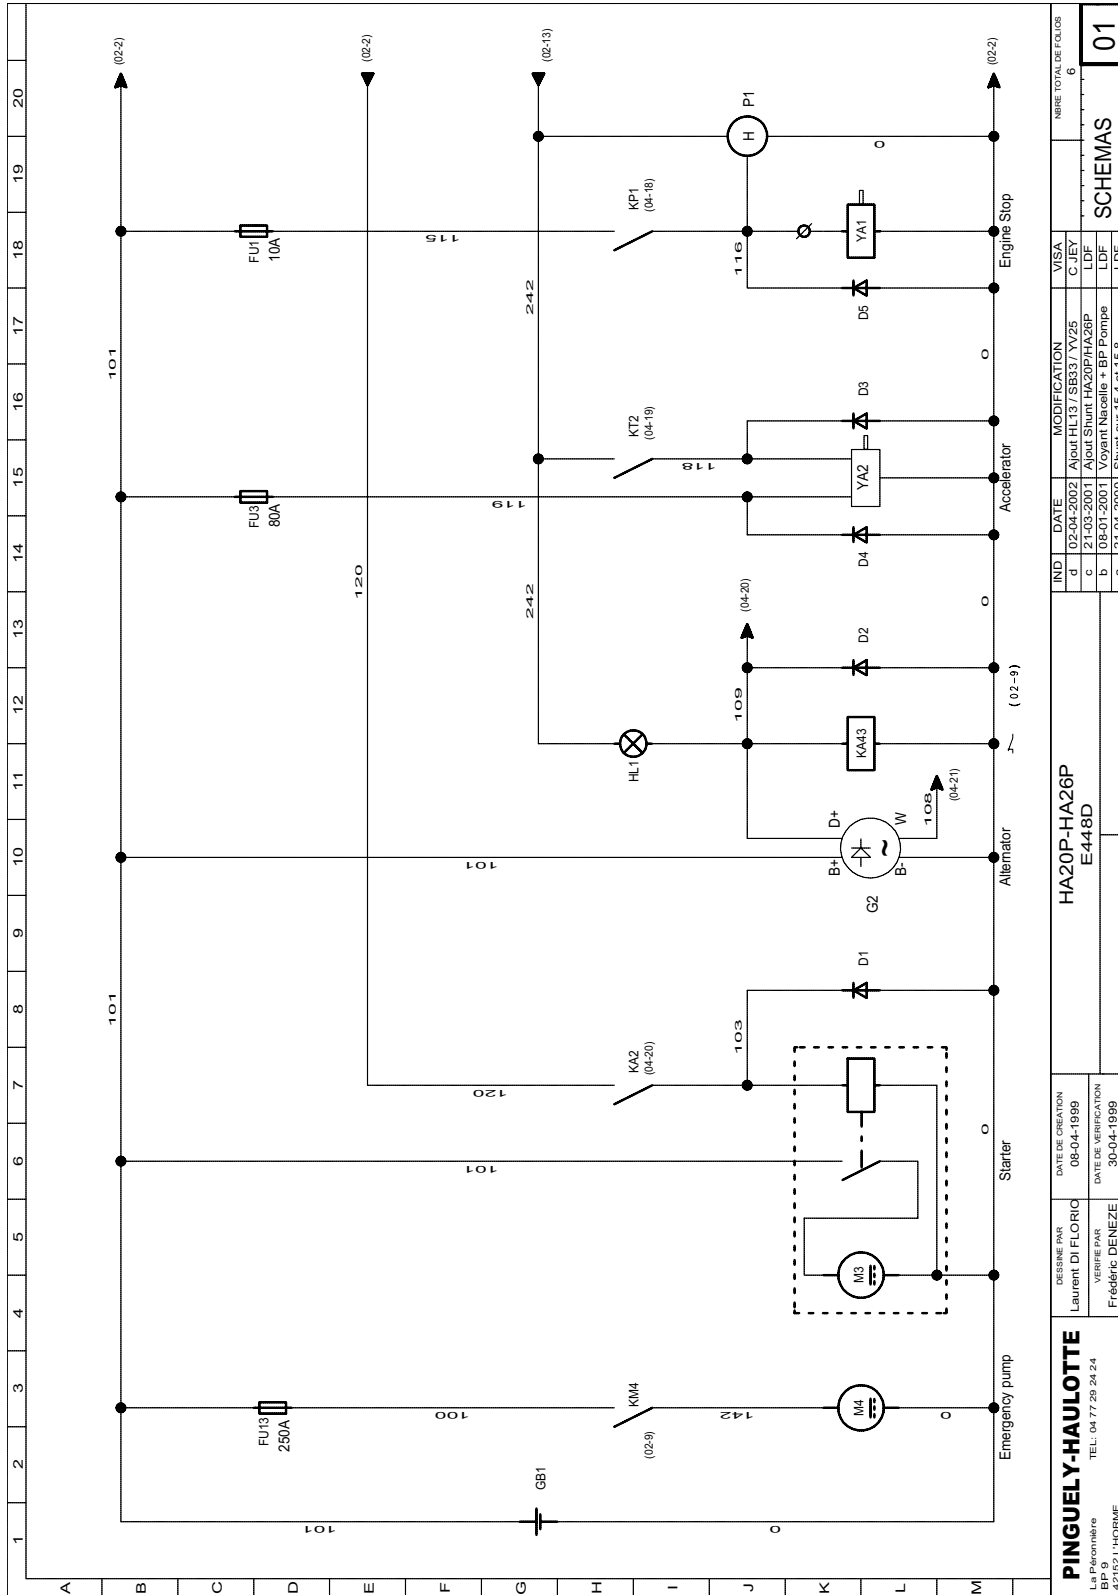 1 2 3 4 5 6 7 8 9 10 11 12 13 14 15 16 17 18 19 20
A
B
C
D
E
F
G
H
I
J
K
L
M
101
101
101
(02-2)
120
(02-2)
242
242
(02-13)
101
GB1
0
FU13
250A
100
KM4
(02-9)
142
M4
0
Emergency pump
101
120
KA2
(04-20)
103
D1
M3
0
Starter
101
B+
D+
B-
W
G2
108
(04-21)
Alternator
HL1
109
(04-20)
KA43
D2
(02-9)
0
FU3
80A
119
KT2
(04-19)
118
D4
YA2
D3
Accelerator
0
FU1
10A
115
KP1
(04-18)
116
D5
YA1
H
P1
0
Engine Stop
(02-2)
PINGUELY-HAULOTTE
La Péronnière
TEL: 04 77 29 24 24
BP 9
42152 L'HORME
DESSINE PAR
Laurent DI FLORIO
DATE DE CREATION
08-04-1999
VERIFIE PAR
Frédéric DENEZE
DATE DE VERIFICATION
30-04-1999
HA20P-HA26P
E448D
IND DATE MODIFICATION VISA
d 02-04-2002 Ajout HL13 / SB33 / YV25 C JEY
c 21-03-2001 Ajout Shunt HA20P/HA26P LDF
b 08-01-2001 Voyant Nacelle + BP Pompe LDF
SCHEMAS
NBRE TOTAL DE FOLIOS
6
01